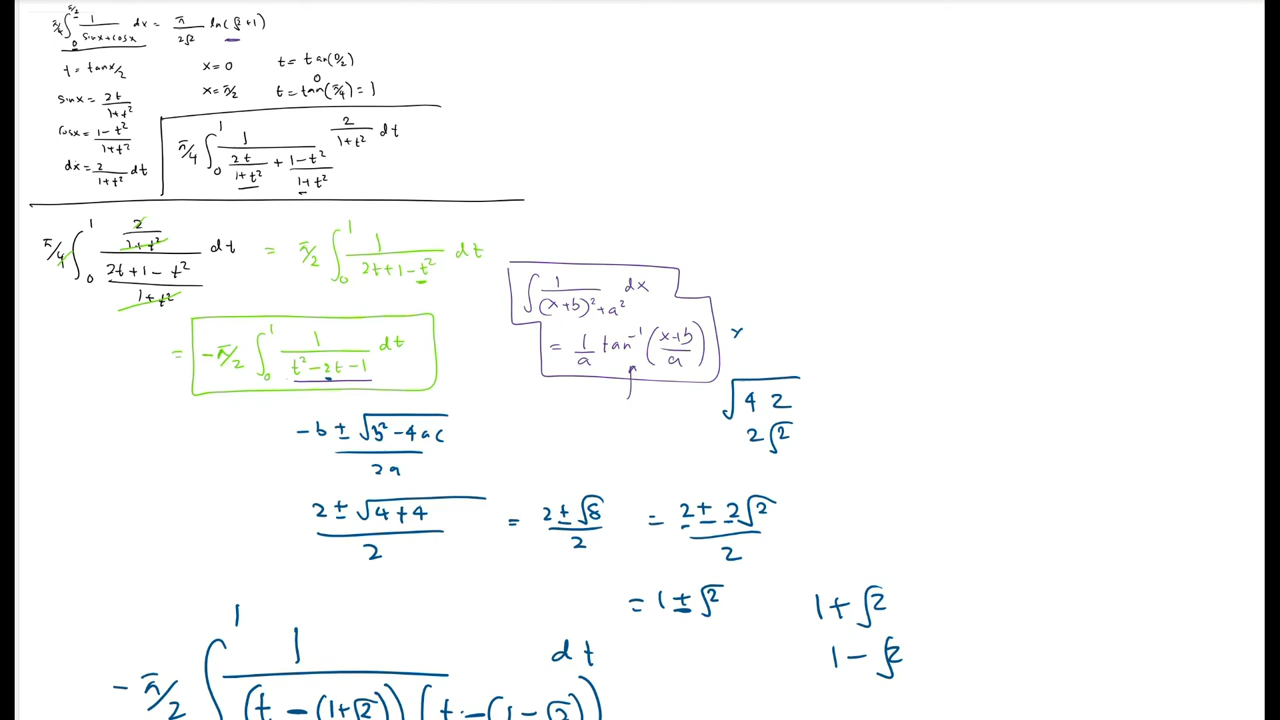 π/4 ∫₀^{π/2} 1/(sinx+cosx) dx = π/(2√2) ln(√2+1)
t = tanx/2    x=0    t = tan(0/2)
0
sinx = 2t/(1+t²)    x=π/2    t=tan(π/4)=1
cosx = (1-t²)/(1+t²)    π/4 ∫₀¹ 1/(2t/(1+t²) + (1-t²)/(1+t²)) 2/(1+t²) dt
dx = 2/(1+t²) dt
π/4 ∫₀¹ (2/(1+t²))/((2t+1-t²)/(1+t²)) dt = π/2 ∫₀¹ 1/(2t+1-t²) dt
∫ 1/((x+b)²+a²) dx
= 1/a tan⁻¹((x+b)/a)
= -π/2 ∫₀¹ 1/(t²-2t-1) dt
√4 2
2√2
(-b ± √(b²-4ac))/2a
(2 ± √(4+4))/2 = (2 ± √8)/2 = (2 ± 2√2)/2
= 1 ± √2    1+√2
1-√2
-π/2 ∫¹ 1/((t-(1+√2))(t-(1-√2))) dt